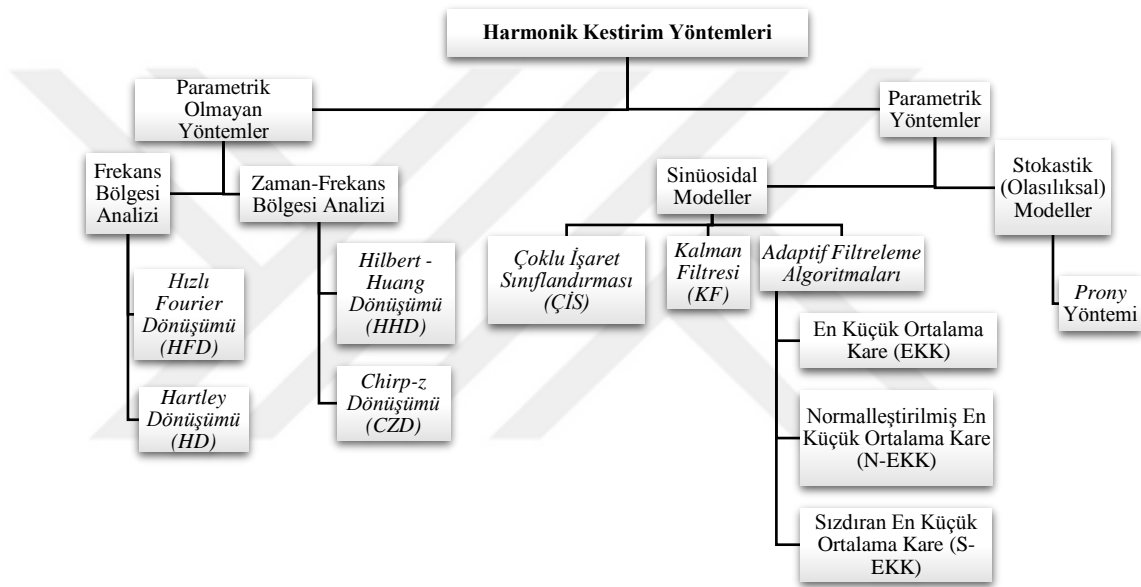 Harmonik Kestirim Yöntemleri
Parametrik
Olmayan
Yöntemler
Parametrik
Yöntemler
Frekans
Bölgesi
Analizi
Zaman-Frekans
Bölgesi Analizi
Sinüosidal
Modeller
Stokastik
(Olasılıksal)
Modeller
Hızlı
Fourier
Dönüşümü
(HFD)
Hartley
Dönüşümü
(HD)
Hilbert -
Huang
Dönüşümü
(HHD)
Chirp-z
Dönüşümü
(CZD)
Çoklu İşaret
Sınıflandırması
(ÇİS)
Kalman
Filtresi
(KF)
Adaptif Filtreleme
Algoritmaları
En Küçük Ortalama
Kare (EKK)
Normalleştirilmiş En
Küçük Ortalama Kare
(N-EKK)
Sızdıran En Küçük
Ortalama Kare (S-
EKK)
Prony
Yöntemi